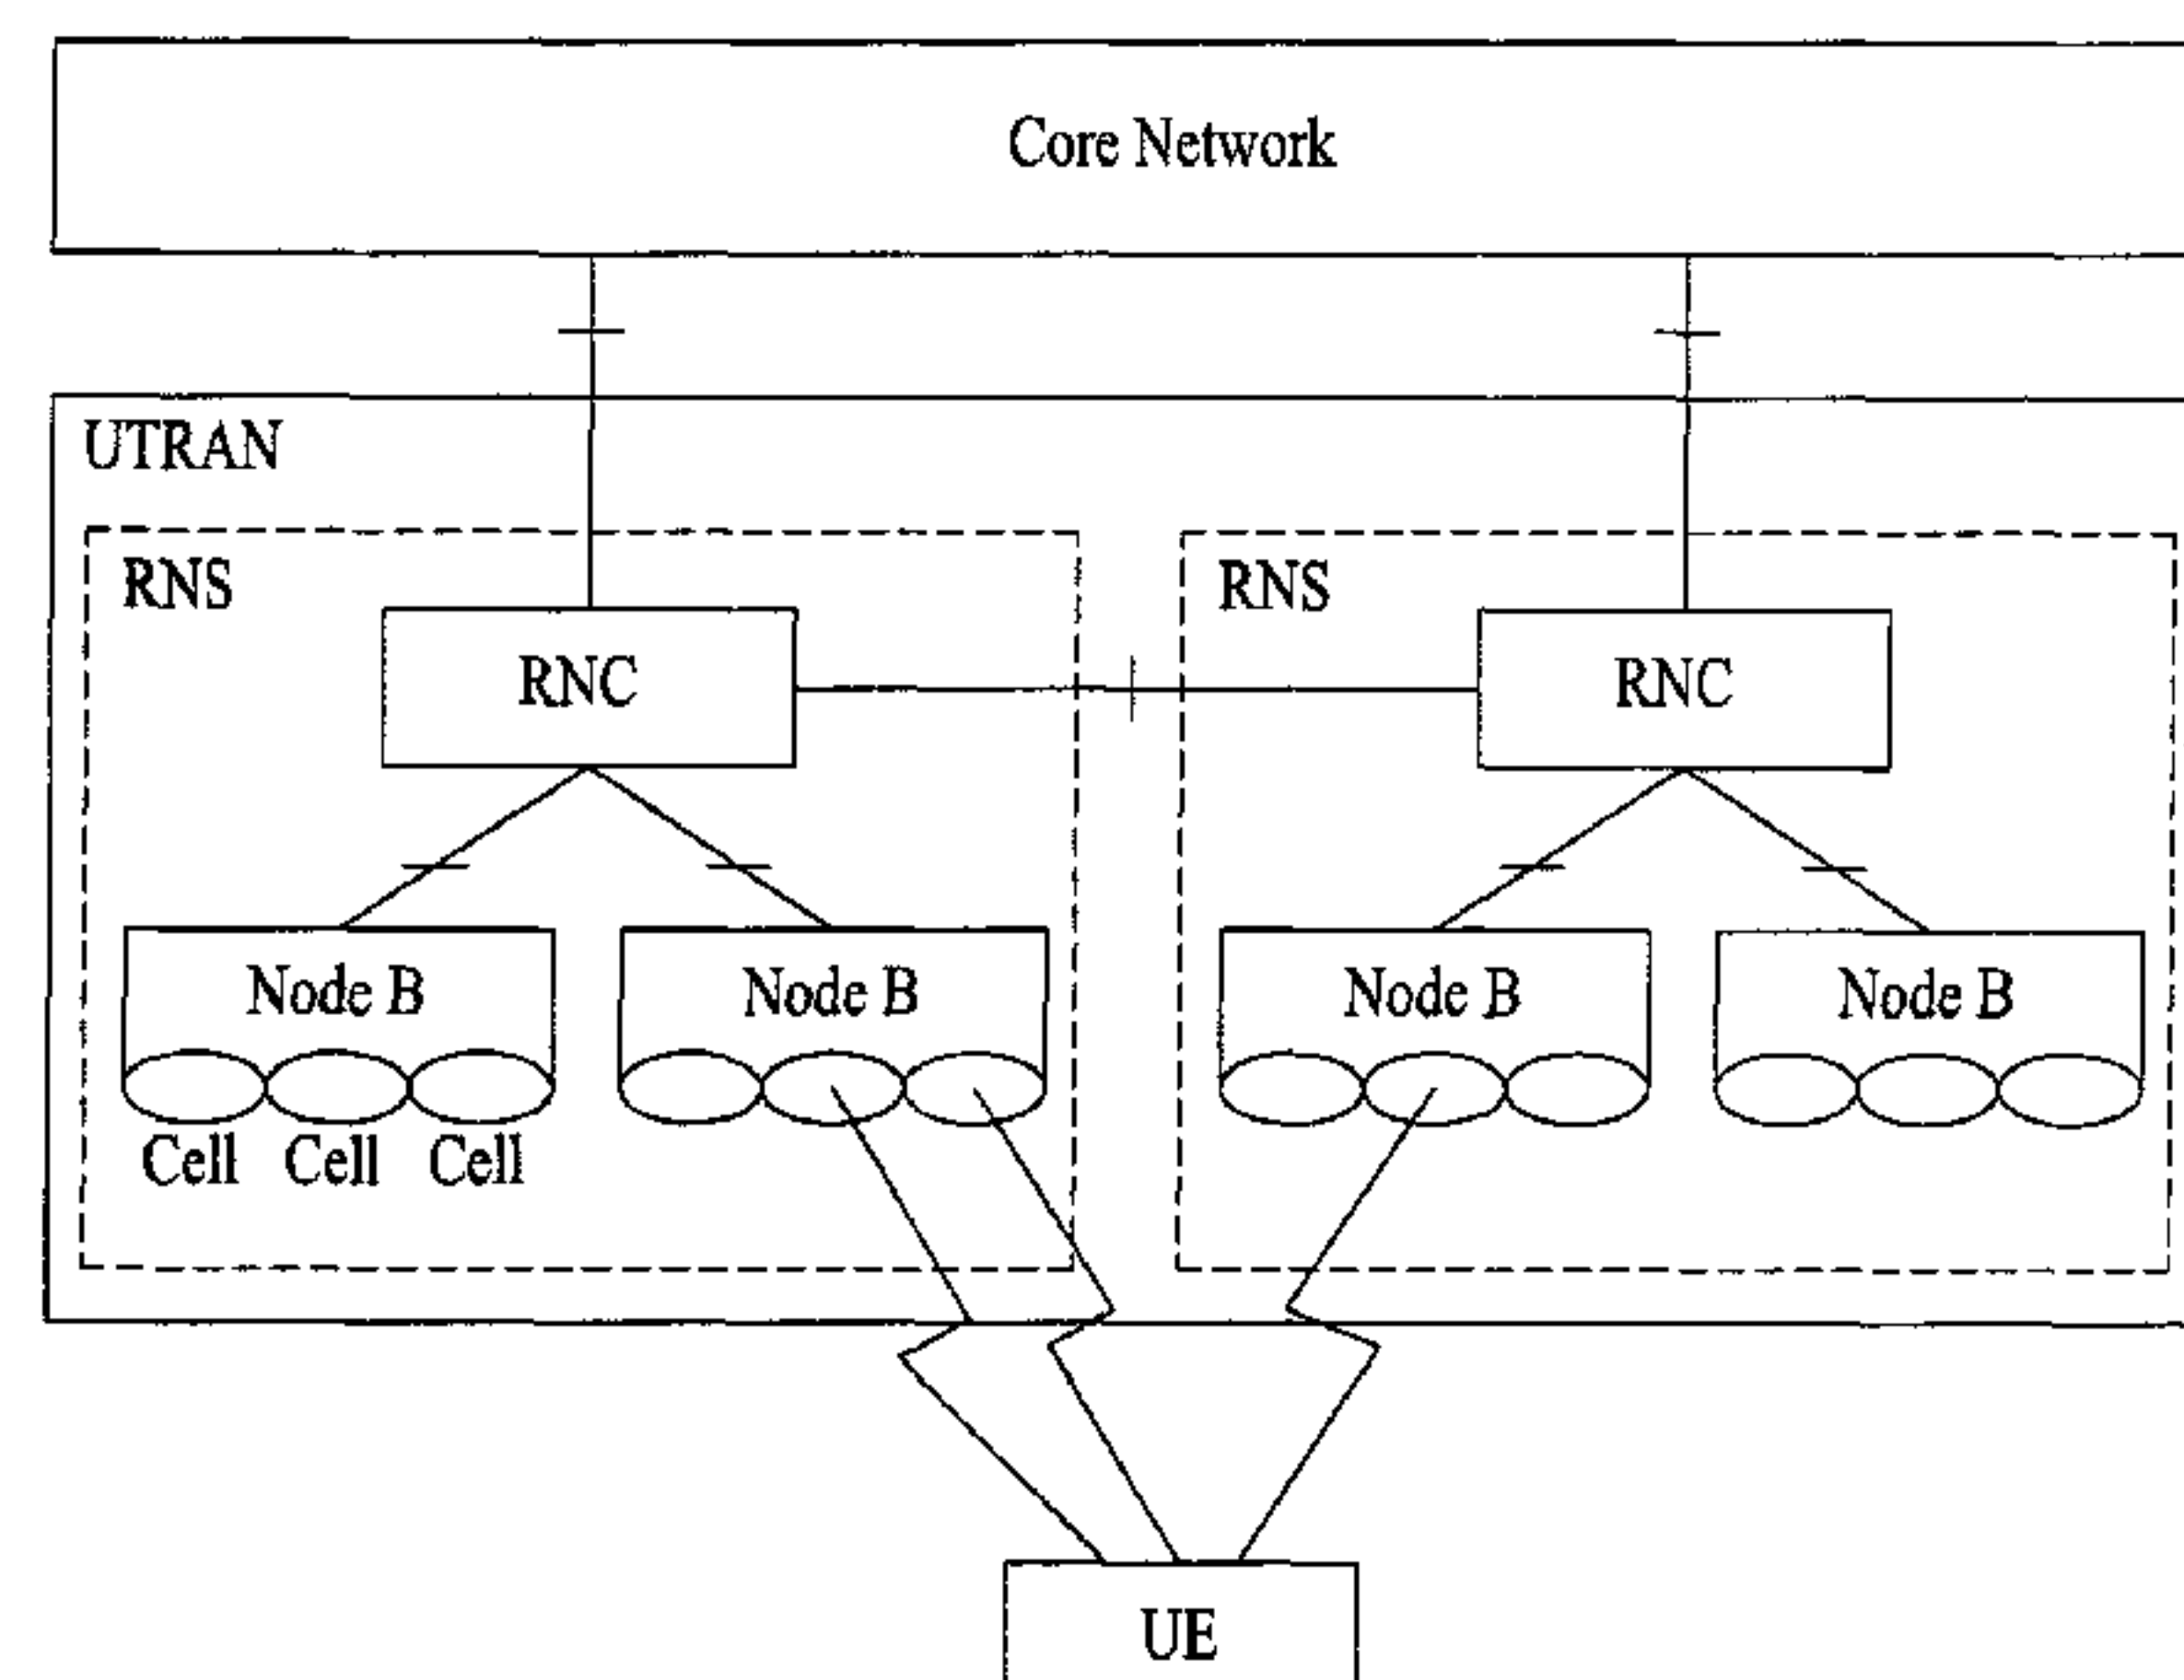 Core Network
UTRAN
RNS
RNS
RNC
RNC
Node B
Node B
Node B
Node B
Cell
Cell
Cell
UE